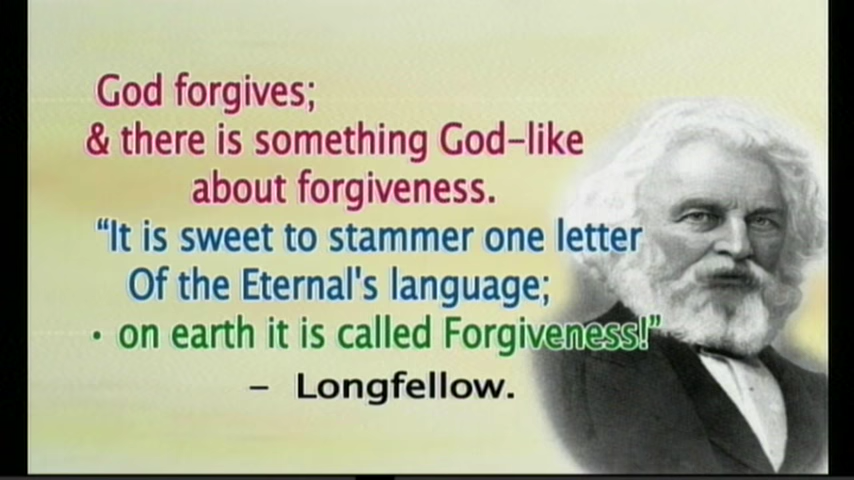 God forgives;
& there is something God-like
about forgiveness.
“It is sweet to stammer one letter
Of the Eternal's language;
· on earth it is called Forgiveness!”
– Longfellow.